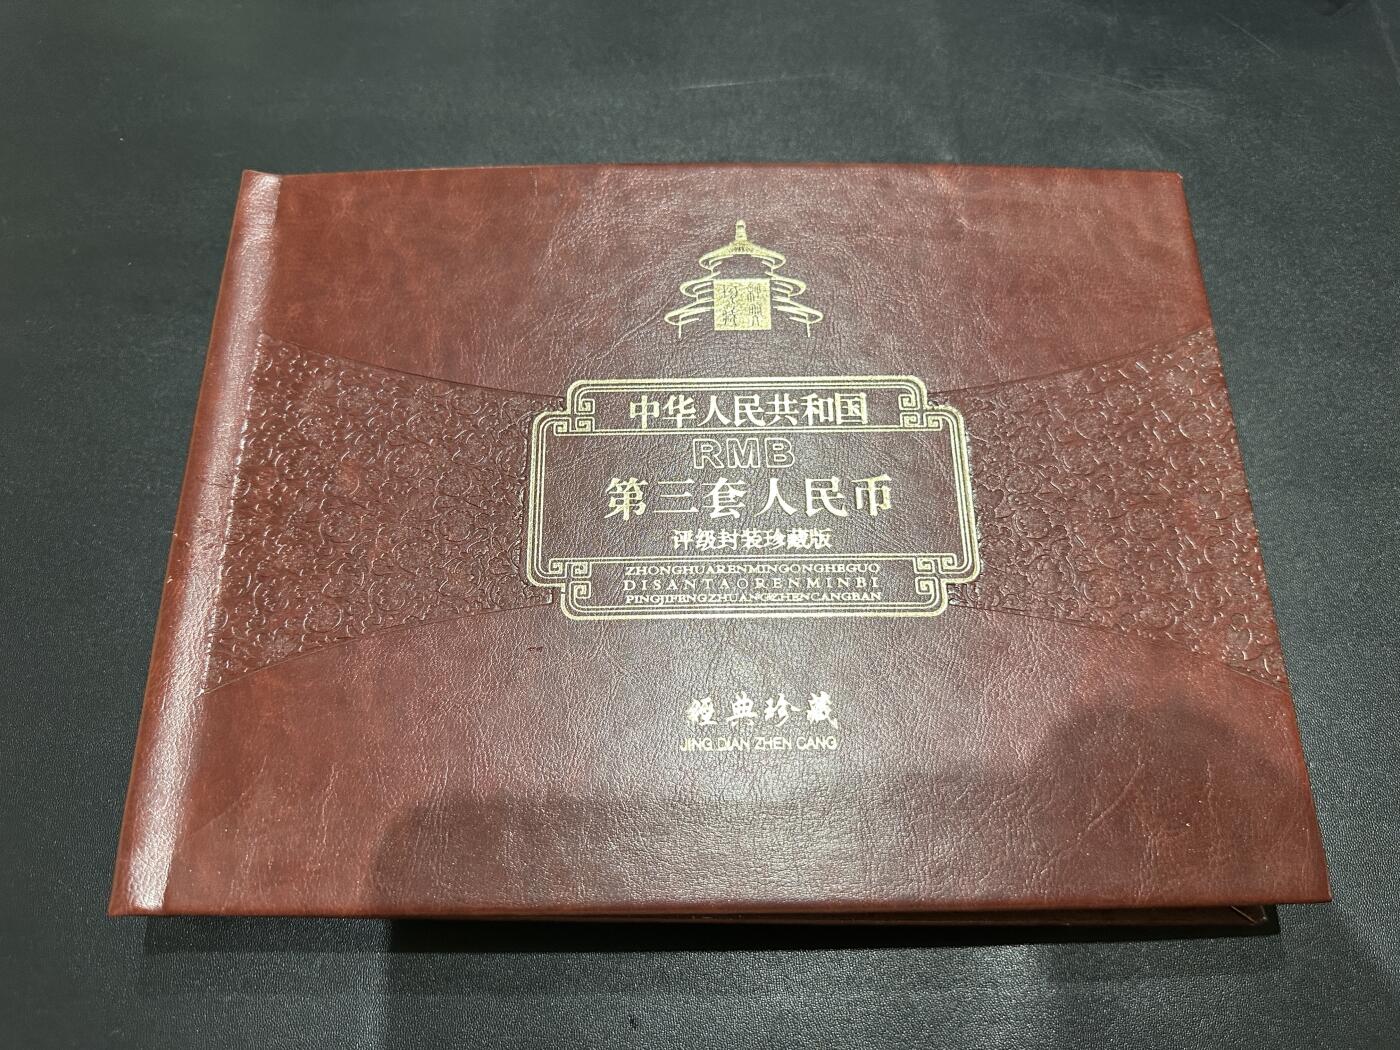 中华人民共和国
RMB
第三套人民币
评级封装珍藏版
ZHONGHUARENMINGONGHEGUO
DISANTAORENMINBI
PINGJIFENGZHUANGZHENCANGBAN
經典珍藏
JING DIAN ZHEN CANG